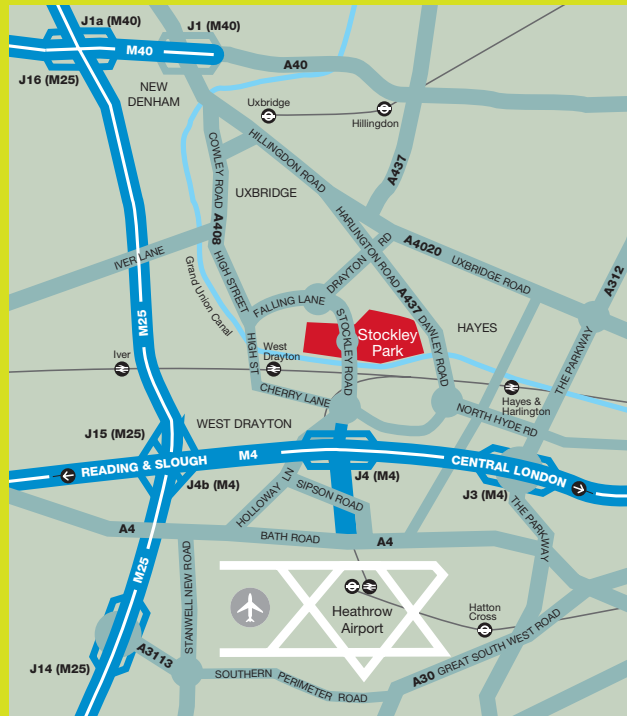 J1a (M40)
J1 (M40)
M40
A40
J16 (M25)
NEW
DENHAM
Uxbridge
Hillingdon
COWLEY ROAD
HILLINGDON ROAD
A437
UXBRIDGE
HARLINGTON ROAD
A408
DRAYTON RD
A4020
UXBRIDGE ROAD
IVER LANE
A312
HIGH STREET
Grand Union Canal
FALLING LANE
A437
M25
STOCKLEY ROAD
Stockley
Park
DAWLEY ROAD
HAYES
THE PARKWAY
Iver
HIGH ST
West
Drayton
CHERRY LANE
Hayes &
Harlington
NORTH HYDE RD
WEST DRAYTON
J15 (M25)
READING & SLOUGH
M4
CENTRAL LONDON
J4b (M4)
J4 (M4)
J3 (M4)
HOLLOWAY LN
SIPSON ROAD
THE PARKWAY
A4
BATH ROAD
A4
M25
STANWELL NEW ROAD
Heathrow
Airport
Hatton
Cross
A3113
J14 (M25)
SOUTHERN PERIMETER ROAD
A30 GREAT SOUTH WEST ROAD